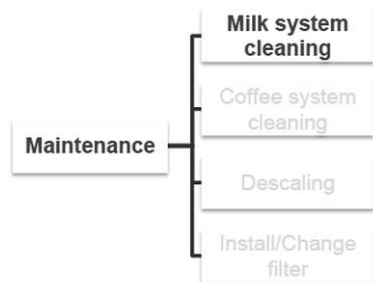 Milk system
cleaning
Coffee system
cleaning
Maintenance
Descaling
Install/Change
filter